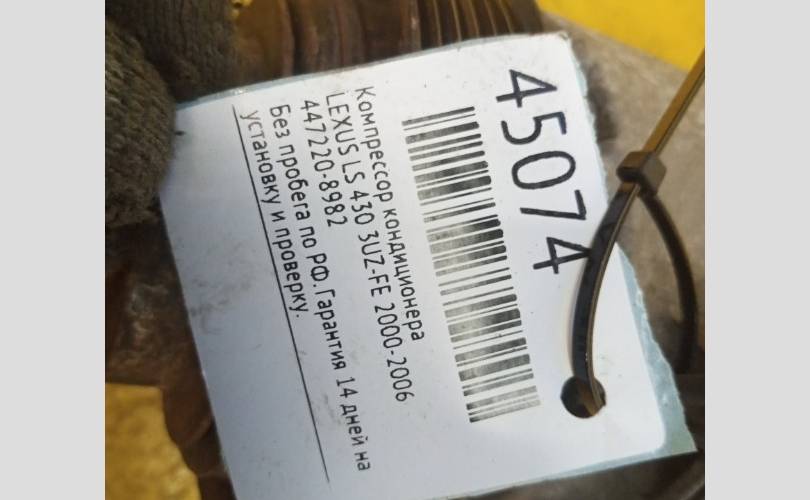 45074
Компрессор кондиционера
LEXUS LS 430 3UZ-FE 2000-2006
447220-8982
Без пробега по РФ.Гарантия 14 дней на
установку и проверку.